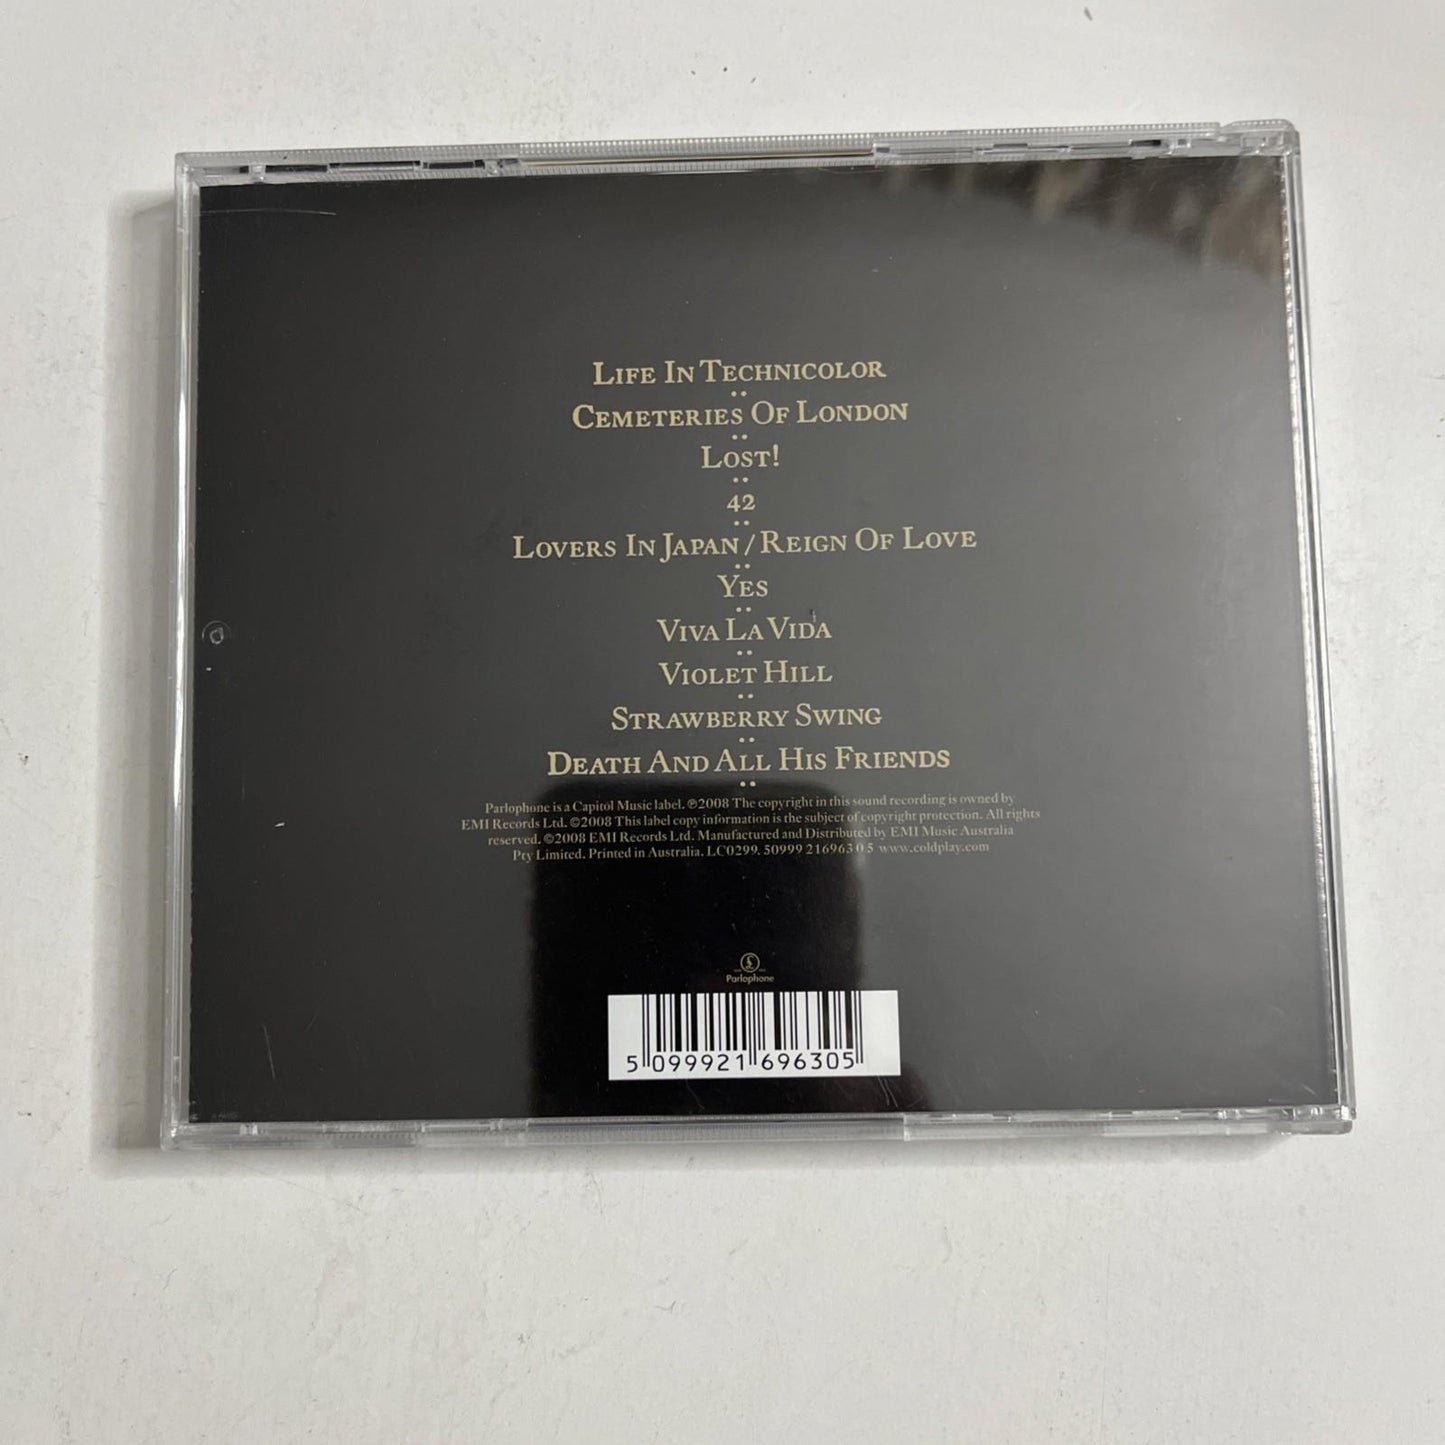 Life In Technicolor
Cemeteries Of London
Lost!
42
Lovers In Japan / Reign Of Love
Yes
Viva La Vida
Violet Hill
Strawberry Swing
Death And All His Friends
Parlophone is a Capitol Music label. ℗2008 The copyright in this sound recording is owned by
EMI Records Ltd. ©2008 This label copy information is the subject of copyright protection. All rights
reserved. ©2008 EMI Records Ltd. Manufactured and Distributed by EMI Music Australia
Pty Limited. Printed in Australia. LC0299. 50999 216963 0 5 www.coldplay.com
£
Parlophone
5 099921 696305